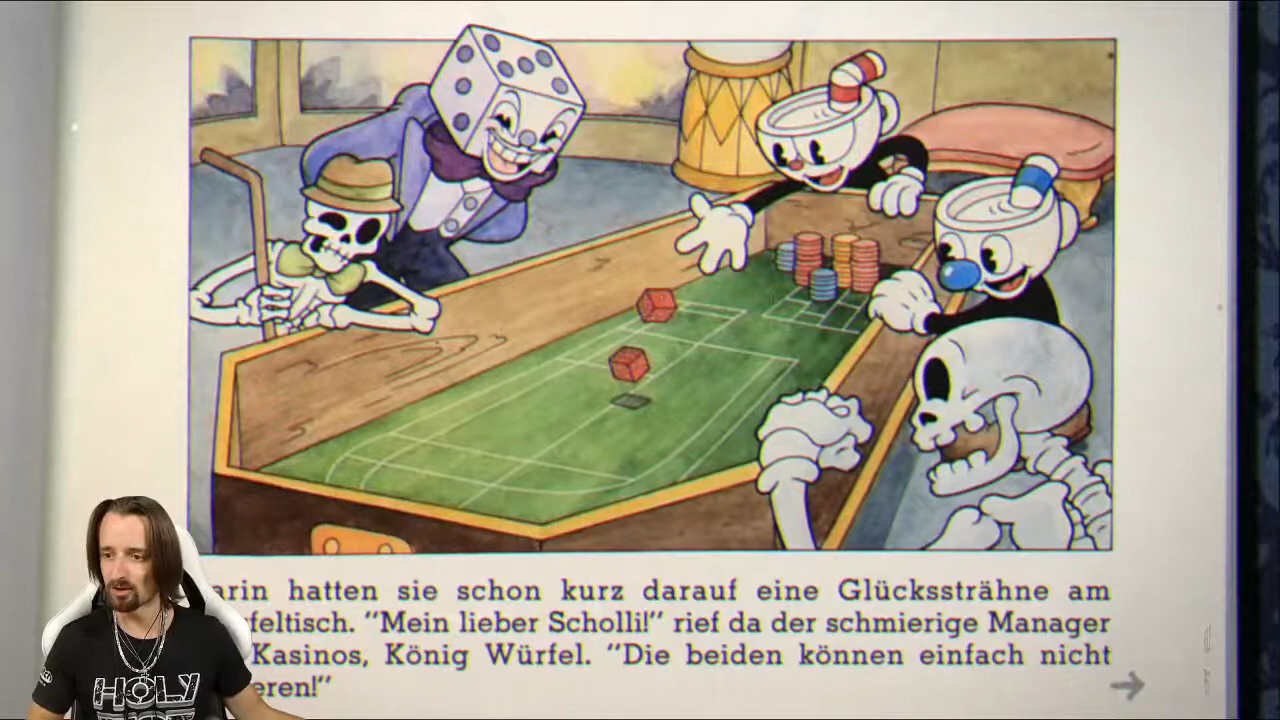 arin hatten sie schon kurz darauf eine Glückssträhne am
feltisch. "Mein lieber Scholli!" rief da der schmierige Manager
Kasinos, König Würfel. "Die beiden können einfach nicht
eren!"
HOLY